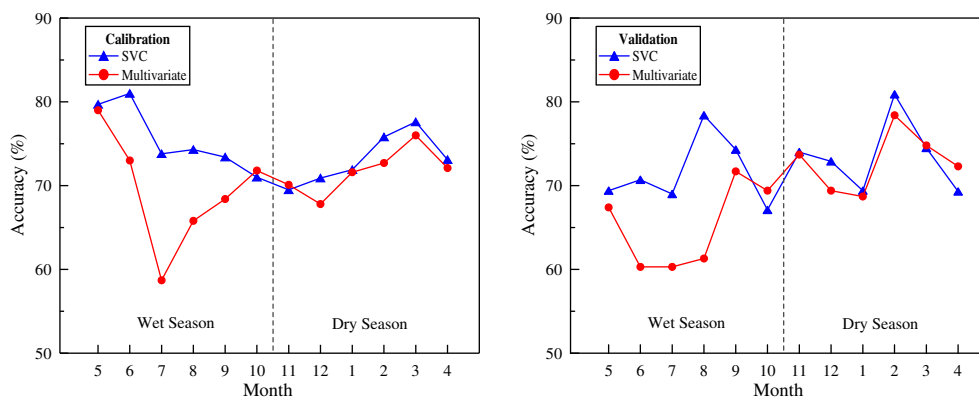 90
80
70
60
50
Accuracy (%)
Calibration
SVC
Multivariate
Wet Season
Dry Season
5 6 7 8 9 10 11 12 1 2 3 4
Month
90
80
70
60
50
Accuracy (%)
Validation
SVC
Multivariate
Wet Season
Dry Season
5 6 7 8 9 10 11 12 1 2 3 4
Month